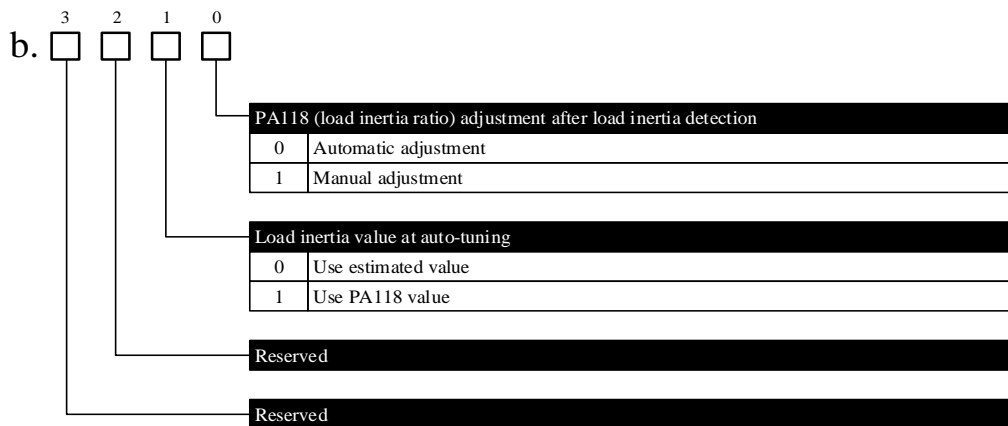 3 2 1 0
b.
PA118 (load inertia ratio) adjustment after load inertia detection
0 Automatic adjustment
1 Manual adjustment
Load inertia value at auto-tuning
0 Use estimated value
1 Use PA118 value
Reserved
Reserved